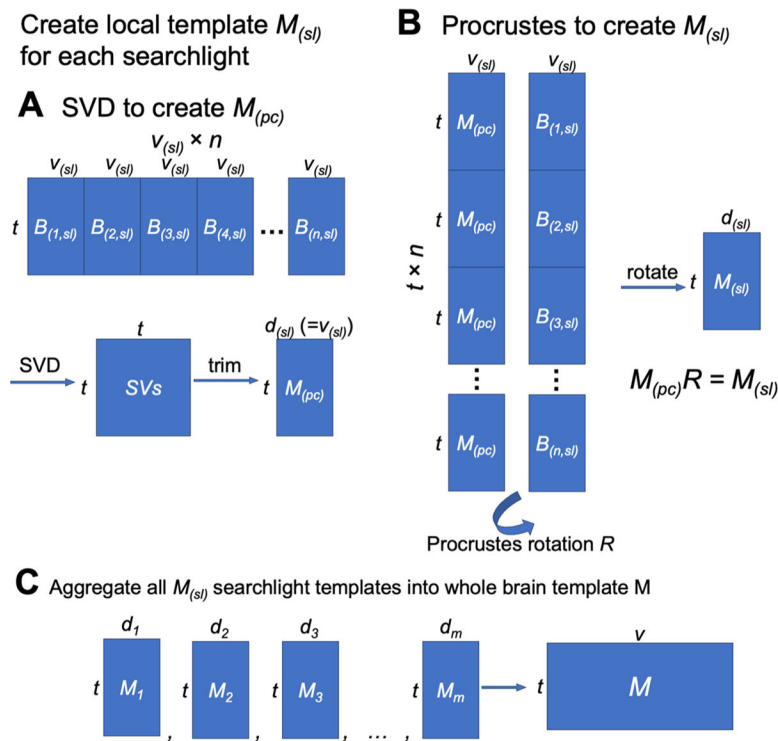 Create local template M(sl)
for each searchlight
A SVD to create M(pc)
v(sl) × n
v(sl) v(sl) v(sl) v(sl) v(sl)
t B(1,sl) B(2,sl) B(3,sl) B(4,sl) ... B(n,sl)
t d(sl) (=v(sl))
SVD t SVs trim t M(pc)
B Procrustes to create M(sl)
v(sl) v(sl)
t M(pc) B(1,sl)
t M(pc) B(2,sl)
t × n
t M(pc) B(3,sl)
⋮ ⋮
t M(pc) B(n,sl)
Procrustes rotation R
d(sl)
rotate t M(sl)
M(pc)R = M(sl)
C Aggregate all M(sl) searchlight templates into whole brain template M
d1 d2 d3 dm v
t M1 , t M2 , t M3 , ... , t Mm t M